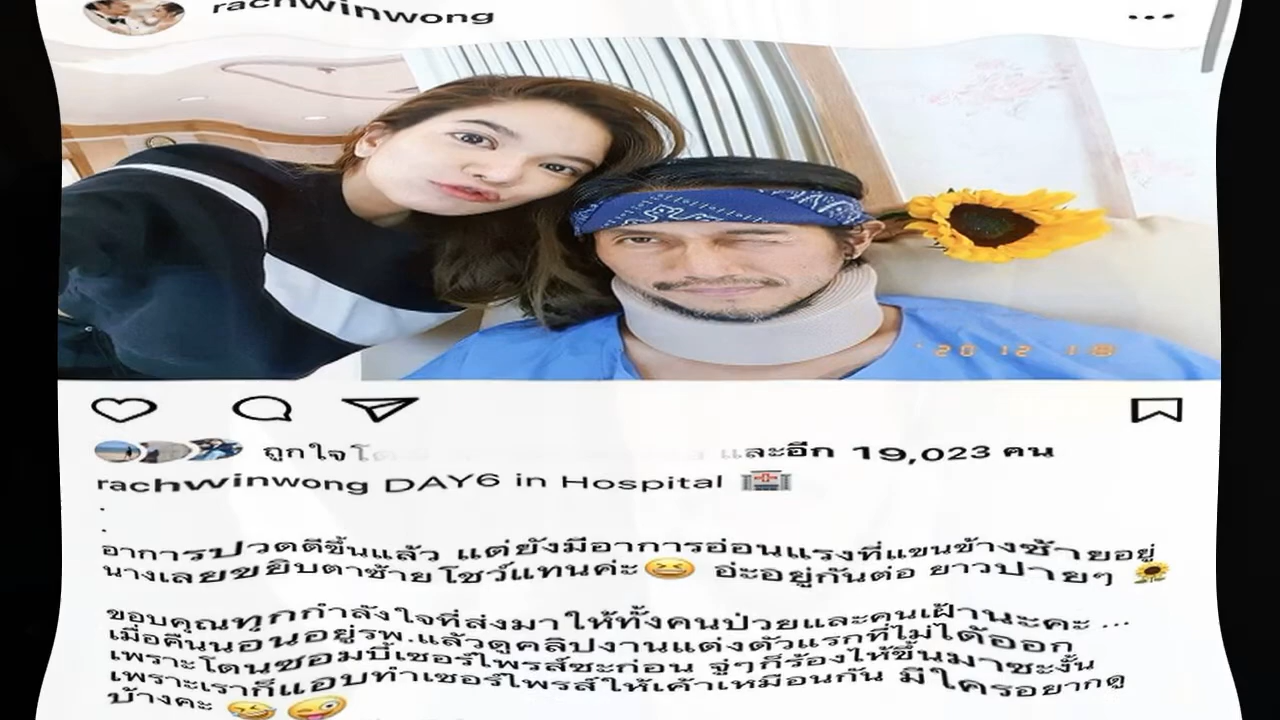 rachwinwong
'20 12 18
ถูกใจโด
และอีก 19,023 คน
rachwinwong DAY6 in Hospital
.
.
อาการปวดดีขึ้นแล้ว แต่ยังมีอาการอ่อนแรงที่แขนข้างซ้ายอยู่
นางเลยขยิบตาซ้ายโชว์แทนค่ะ😆 อ่ะอยู่กันต่อ ยาวปายๆ 🌻
ขอบคุณทุกกำลังใจที่ส่งมาให้ทั้งคนป่วยและคนเฝ้านะคะ ...
เมื่อคืนนอนอยู่รพ.แล้วดูคลิปงานแต่งตัวแรกที่ไม่ได้ออก
เพราะโดนซอมบี้เซอร์ไพรส์ซะก่อน จู่ๆก็ร้องไห้ขึ้นมาซะงั้น
เพราะเราก็แอบทำเซอร์ไพรส์ให้เค้าเหมือนกัน มีใครอยากดู
บ้างคะ 🤣😜